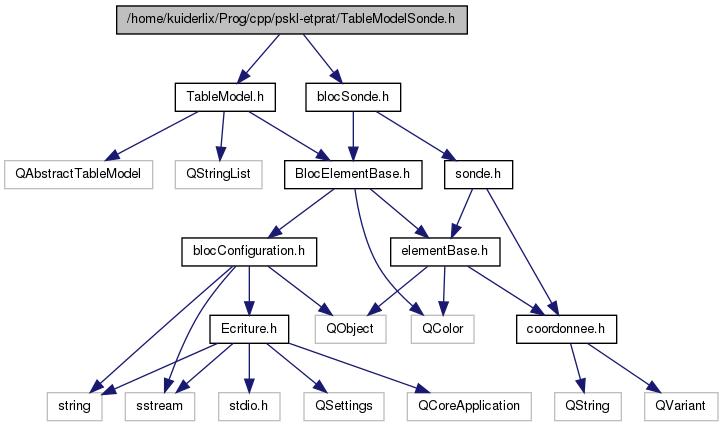 /home/kuiderlix/Prog/cpp/pskl-etprat/TableModelSonde.h
TableModel.h
blocSonde.h
QAbstractTableModel
QStringList
BlocElementBase.h
sonde.h
blocConfiguration.h
elementBase.h
Ecriture.h
QObject
QColor
coordonnee.h
string
sstream
stdio.h
QSettings
QCoreApplication
QString
QVariant